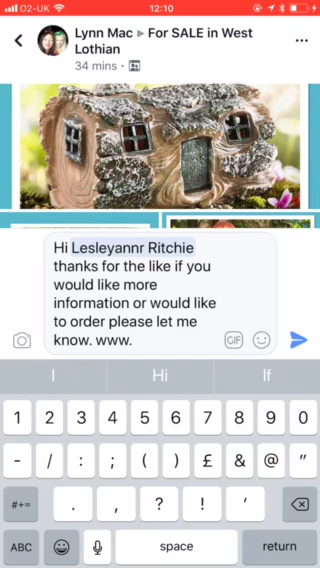 O2-UK 12:10
Lynn Mac ▸ For SALE in West
Lothian
34 mins ·
Hi Lesleyannr Ritchie
thanks for the like if you
would like more
information or would like
to order please let me
know. www.
GIF
I Hi If
1 2 3 4 5 6 7 8 9 0
- / : ; ( ) £ & @ "
#+= . , ? ! '
ABC space return